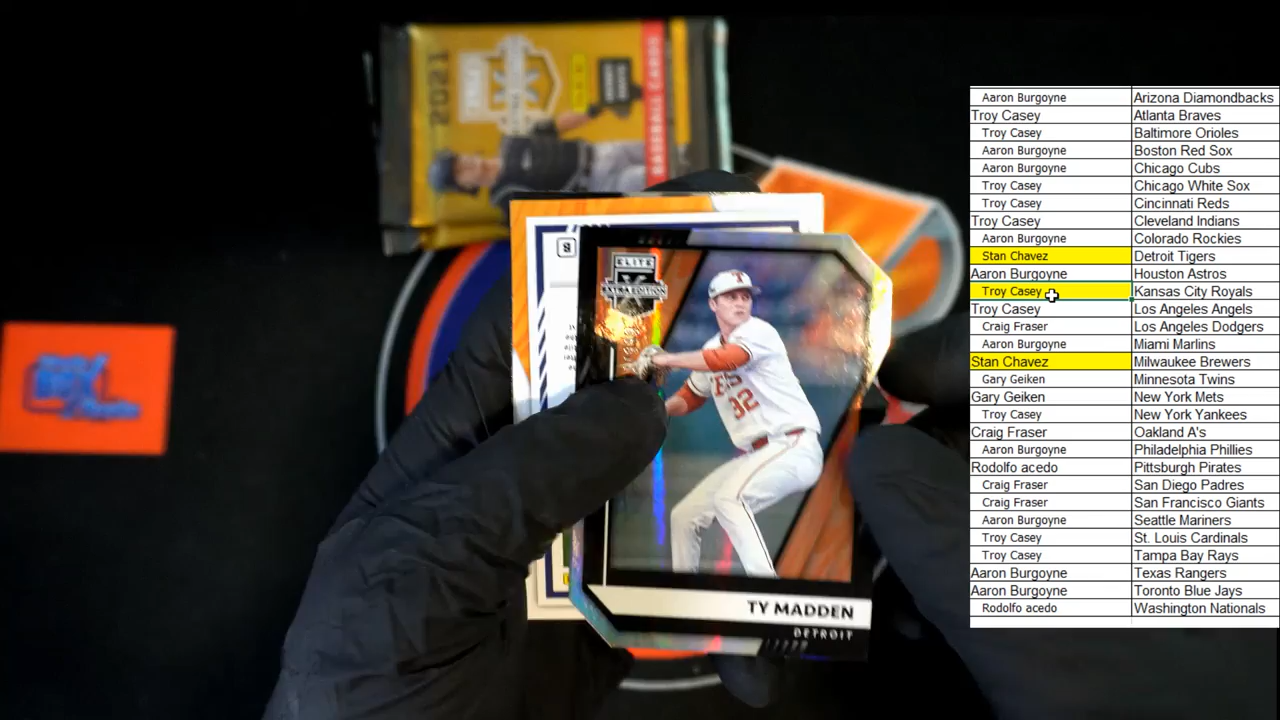 2021
BASEBALL CARDS
ELITE
EXTRA EDITION
32
TY MADDEN
DETROIT
Aaron Burgoyne Arizona Diamondbacks
Troy Casey Atlanta Braves
Troy Casey Baltimore Orioles
Aaron Burgoyne Boston Red Sox
Aaron Burgoyne Chicago Cubs
Troy Casey Chicago White Sox
Troy Casey Cincinnati Reds
Troy Casey Cleveland Indians
Aaron Burgoyne Colorado Rockies
Stan Chavez Detroit Tigers
Aaron Burgoyne Houston Astros
Troy Casey Kansas City Royals
Troy Casey Los Angeles Angels
Craig Fraser Los Angeles Dodgers
Aaron Burgoyne Miami Marlins
Stan Chavez Milwaukee Brewers
Gary Geiken Minnesota Twins
Gary Geiken New York Mets
Troy Casey New York Yankees
Craig Fraser Oakland A's
Aaron Burgoyne Philadelphia Phillies
Rodolfo acedo Pittsburgh Pirates
Craig Fraser San Diego Padres
Craig Fraser San Francisco Giants
Aaron Burgoyne Seattle Mariners
Troy Casey St. Louis Cardinals
Troy Casey Tampa Bay Rays
Aaron Burgoyne Texas Rangers
Aaron Burgoyne Toronto Blue Jays
Rodolfo acedo Washington Nationals